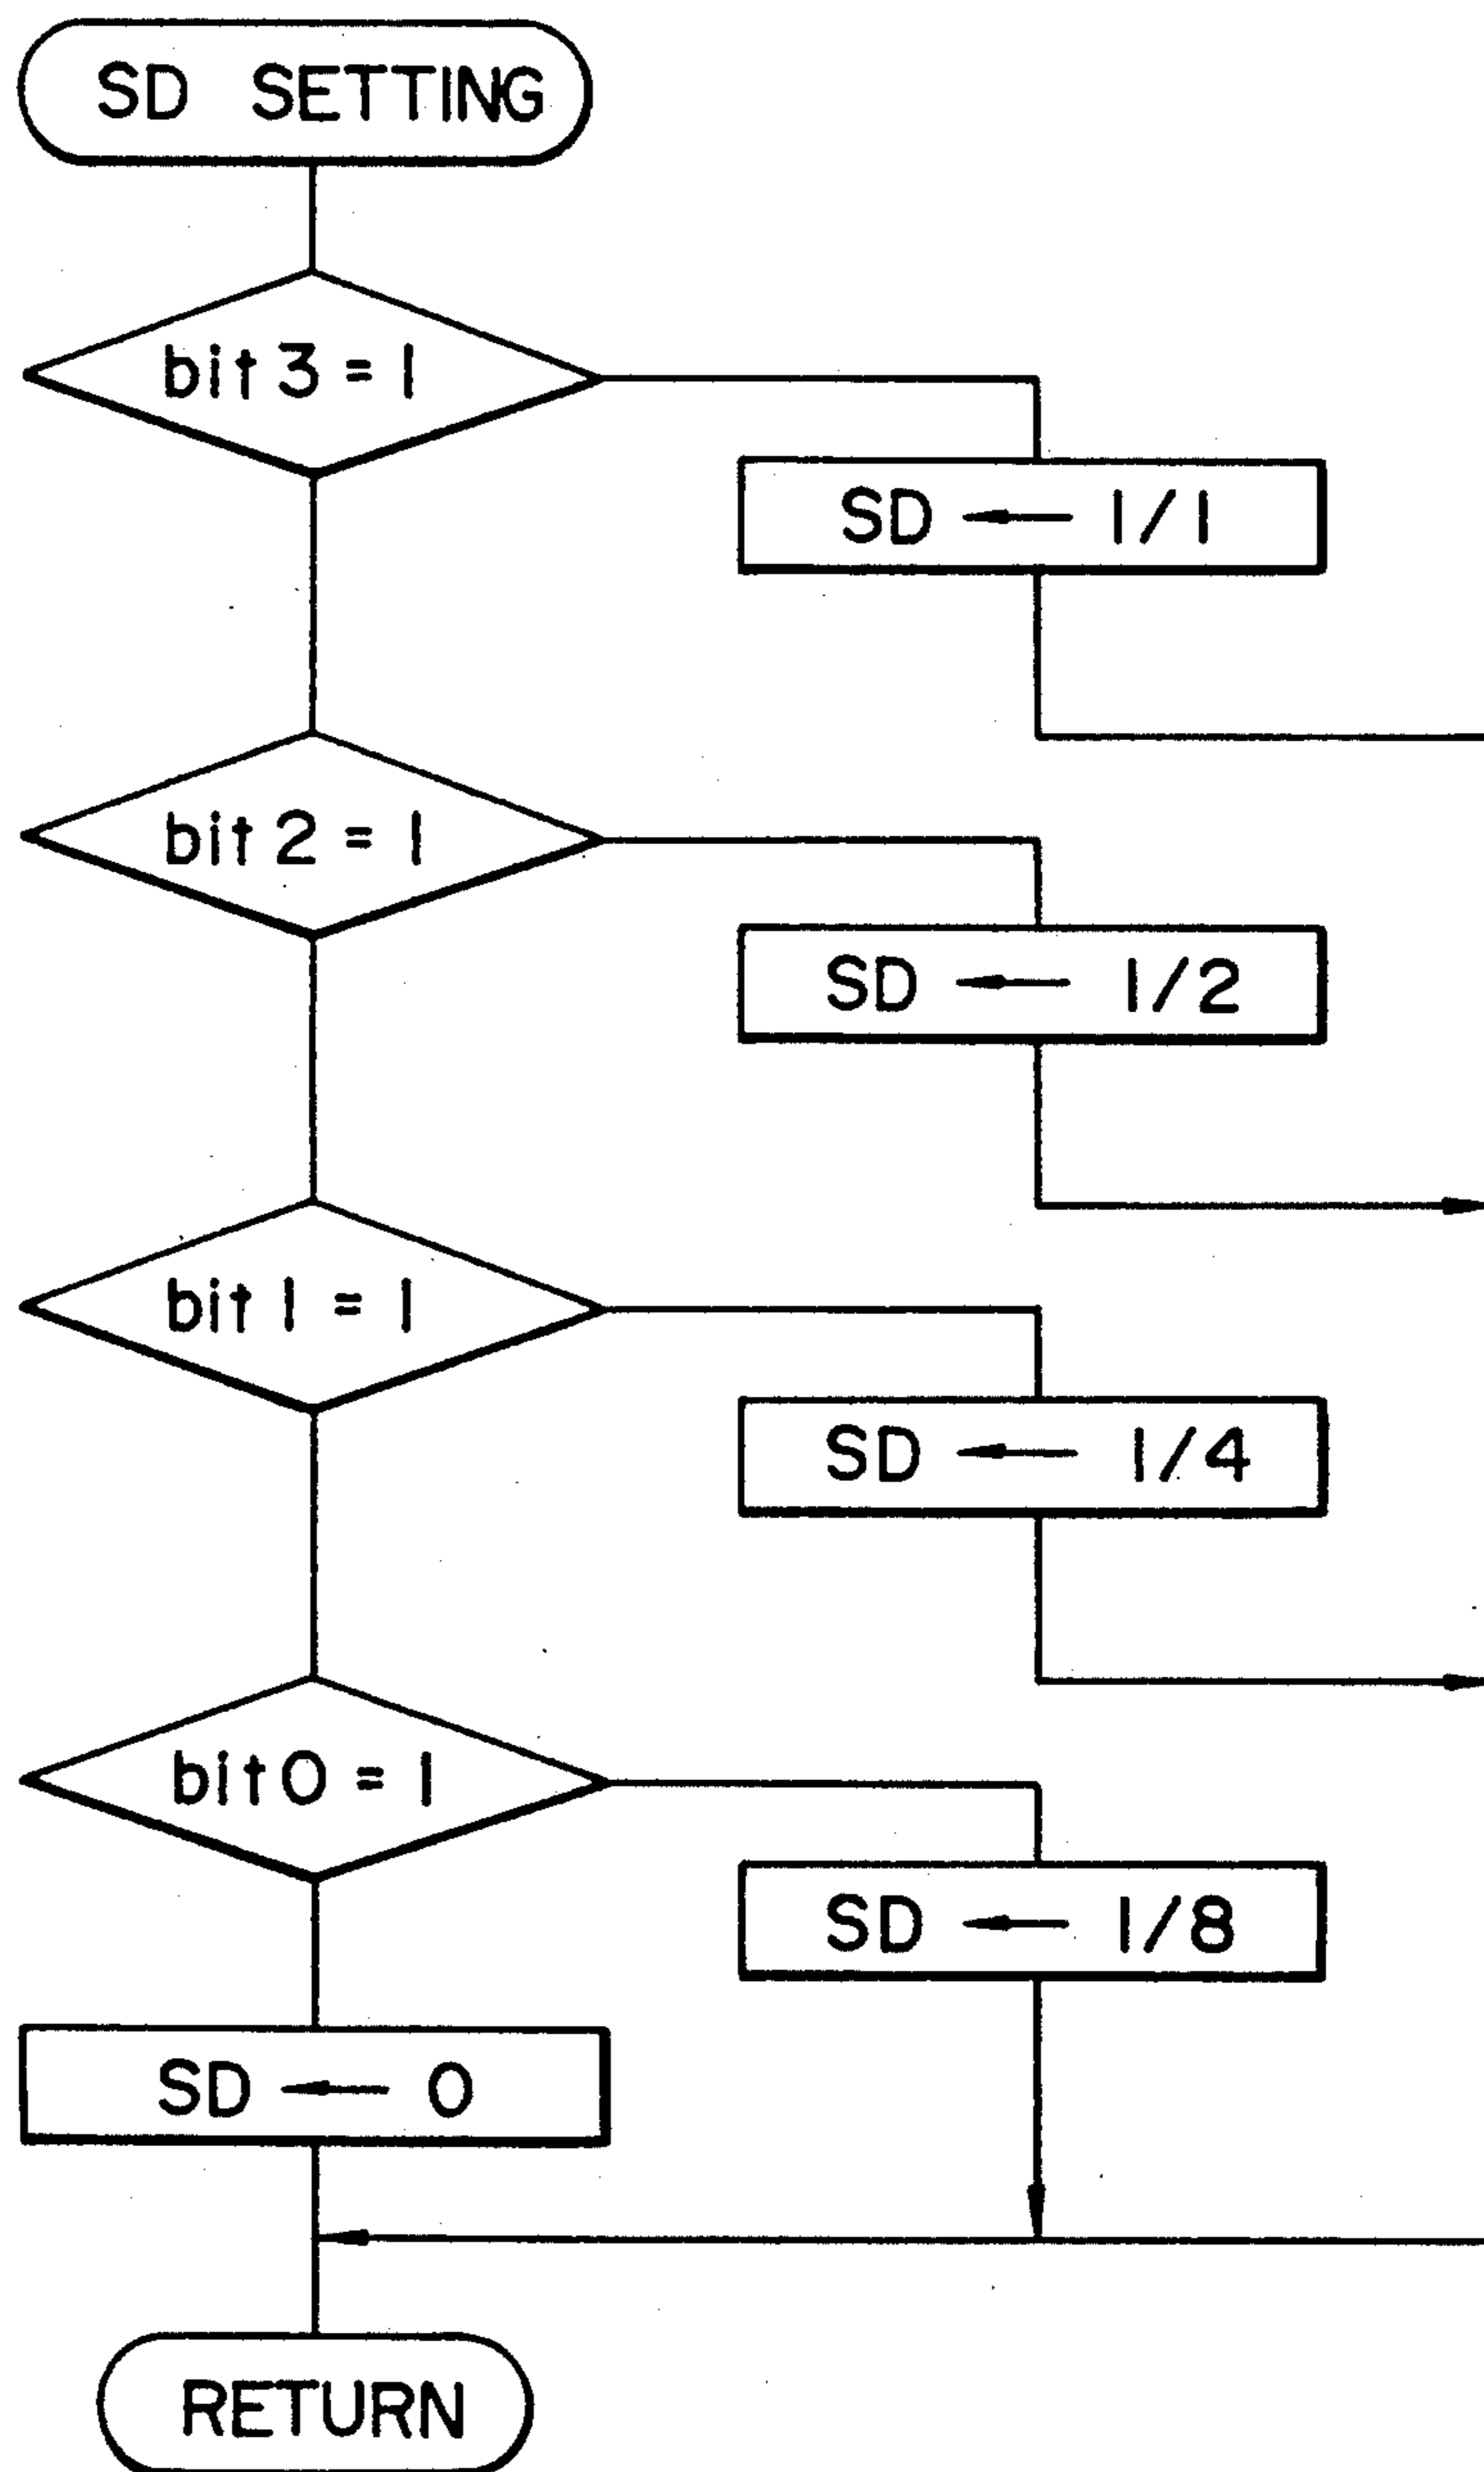 SD SETTING
bit 3 = 1
SD ← 1/1
bit 2 = 1
SD ← 1/2
bit 1 = 1
SD ← 1/4
bit 0 = 1
SD ← 1/8
SD ← 0
RETURN